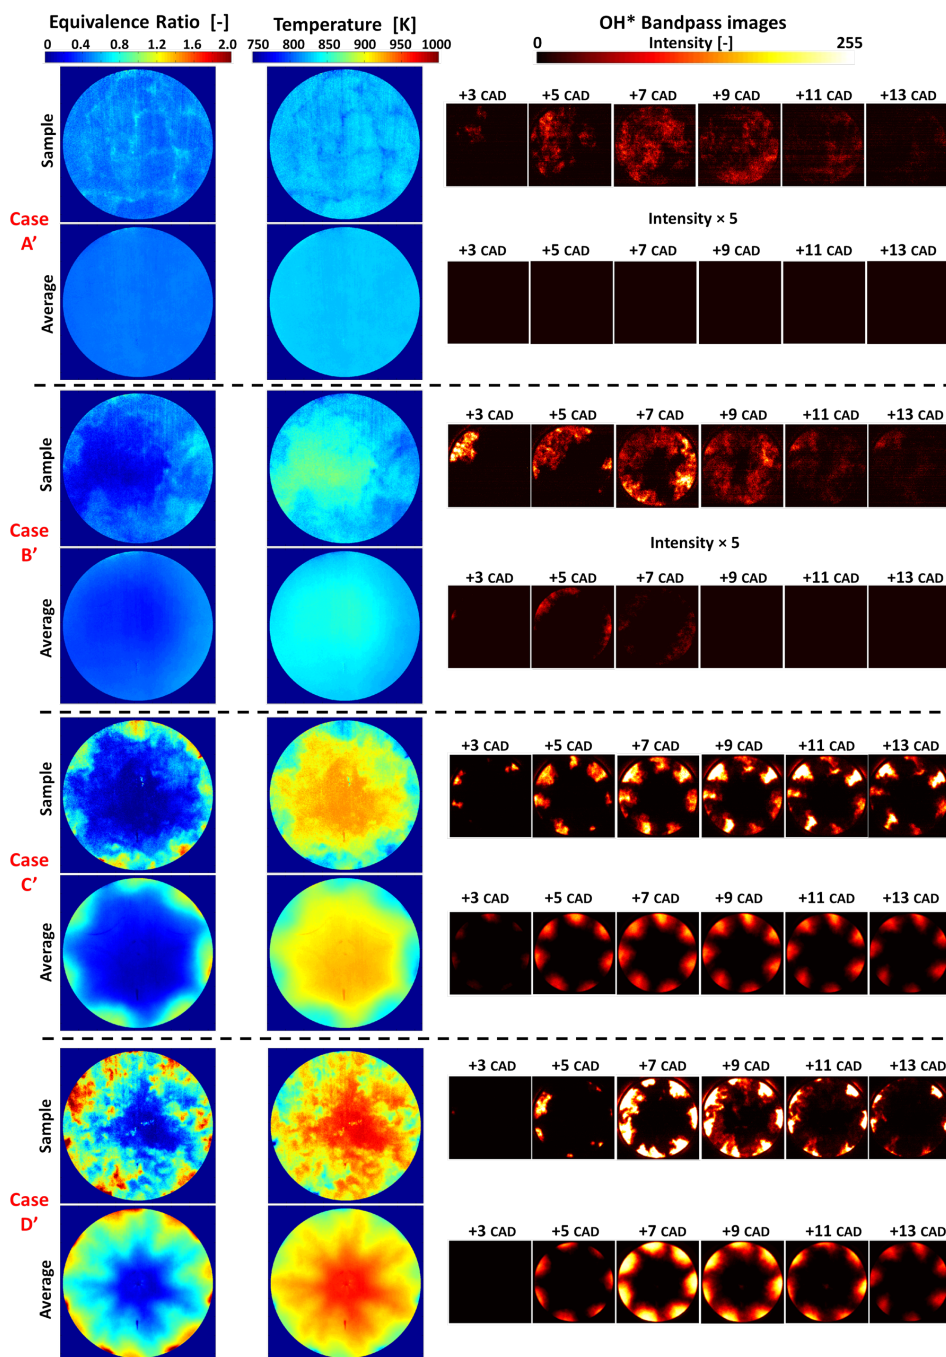 Equivalence Ratio [-]
0 0.4 0.8 1.2 1.6 2.0
Temperature [K]
750 800 850 900 950 1000
OH* Bandpass images
Intensity [-]
0 255
Case A’
Sample
+3 CAD +5 CAD +7 CAD +9 CAD +11 CAD +13 CAD
Intensity × 5
Average
+3 CAD +5 CAD +7 CAD +9 CAD +11 CAD +13 CAD
Case B’
Sample
+3 CAD +5 CAD +7 CAD +9 CAD +11 CAD +13 CAD
Intensity × 5
Average
+3 CAD +5 CAD +7 CAD +9 CAD +11 CAD +13 CAD
Case C’
Sample
+3 CAD +5 CAD +7 CAD +9 CAD +11 CAD +13 CAD
Average
+3 CAD +5 CAD +7 CAD +9 CAD +11 CAD +13 CAD
Case D’
Sample
+3 CAD +5 CAD +7 CAD +9 CAD +11 CAD +13 CAD
Average
+3 CAD +5 CAD +7 CAD +9 CAD +11 CAD +13 CAD